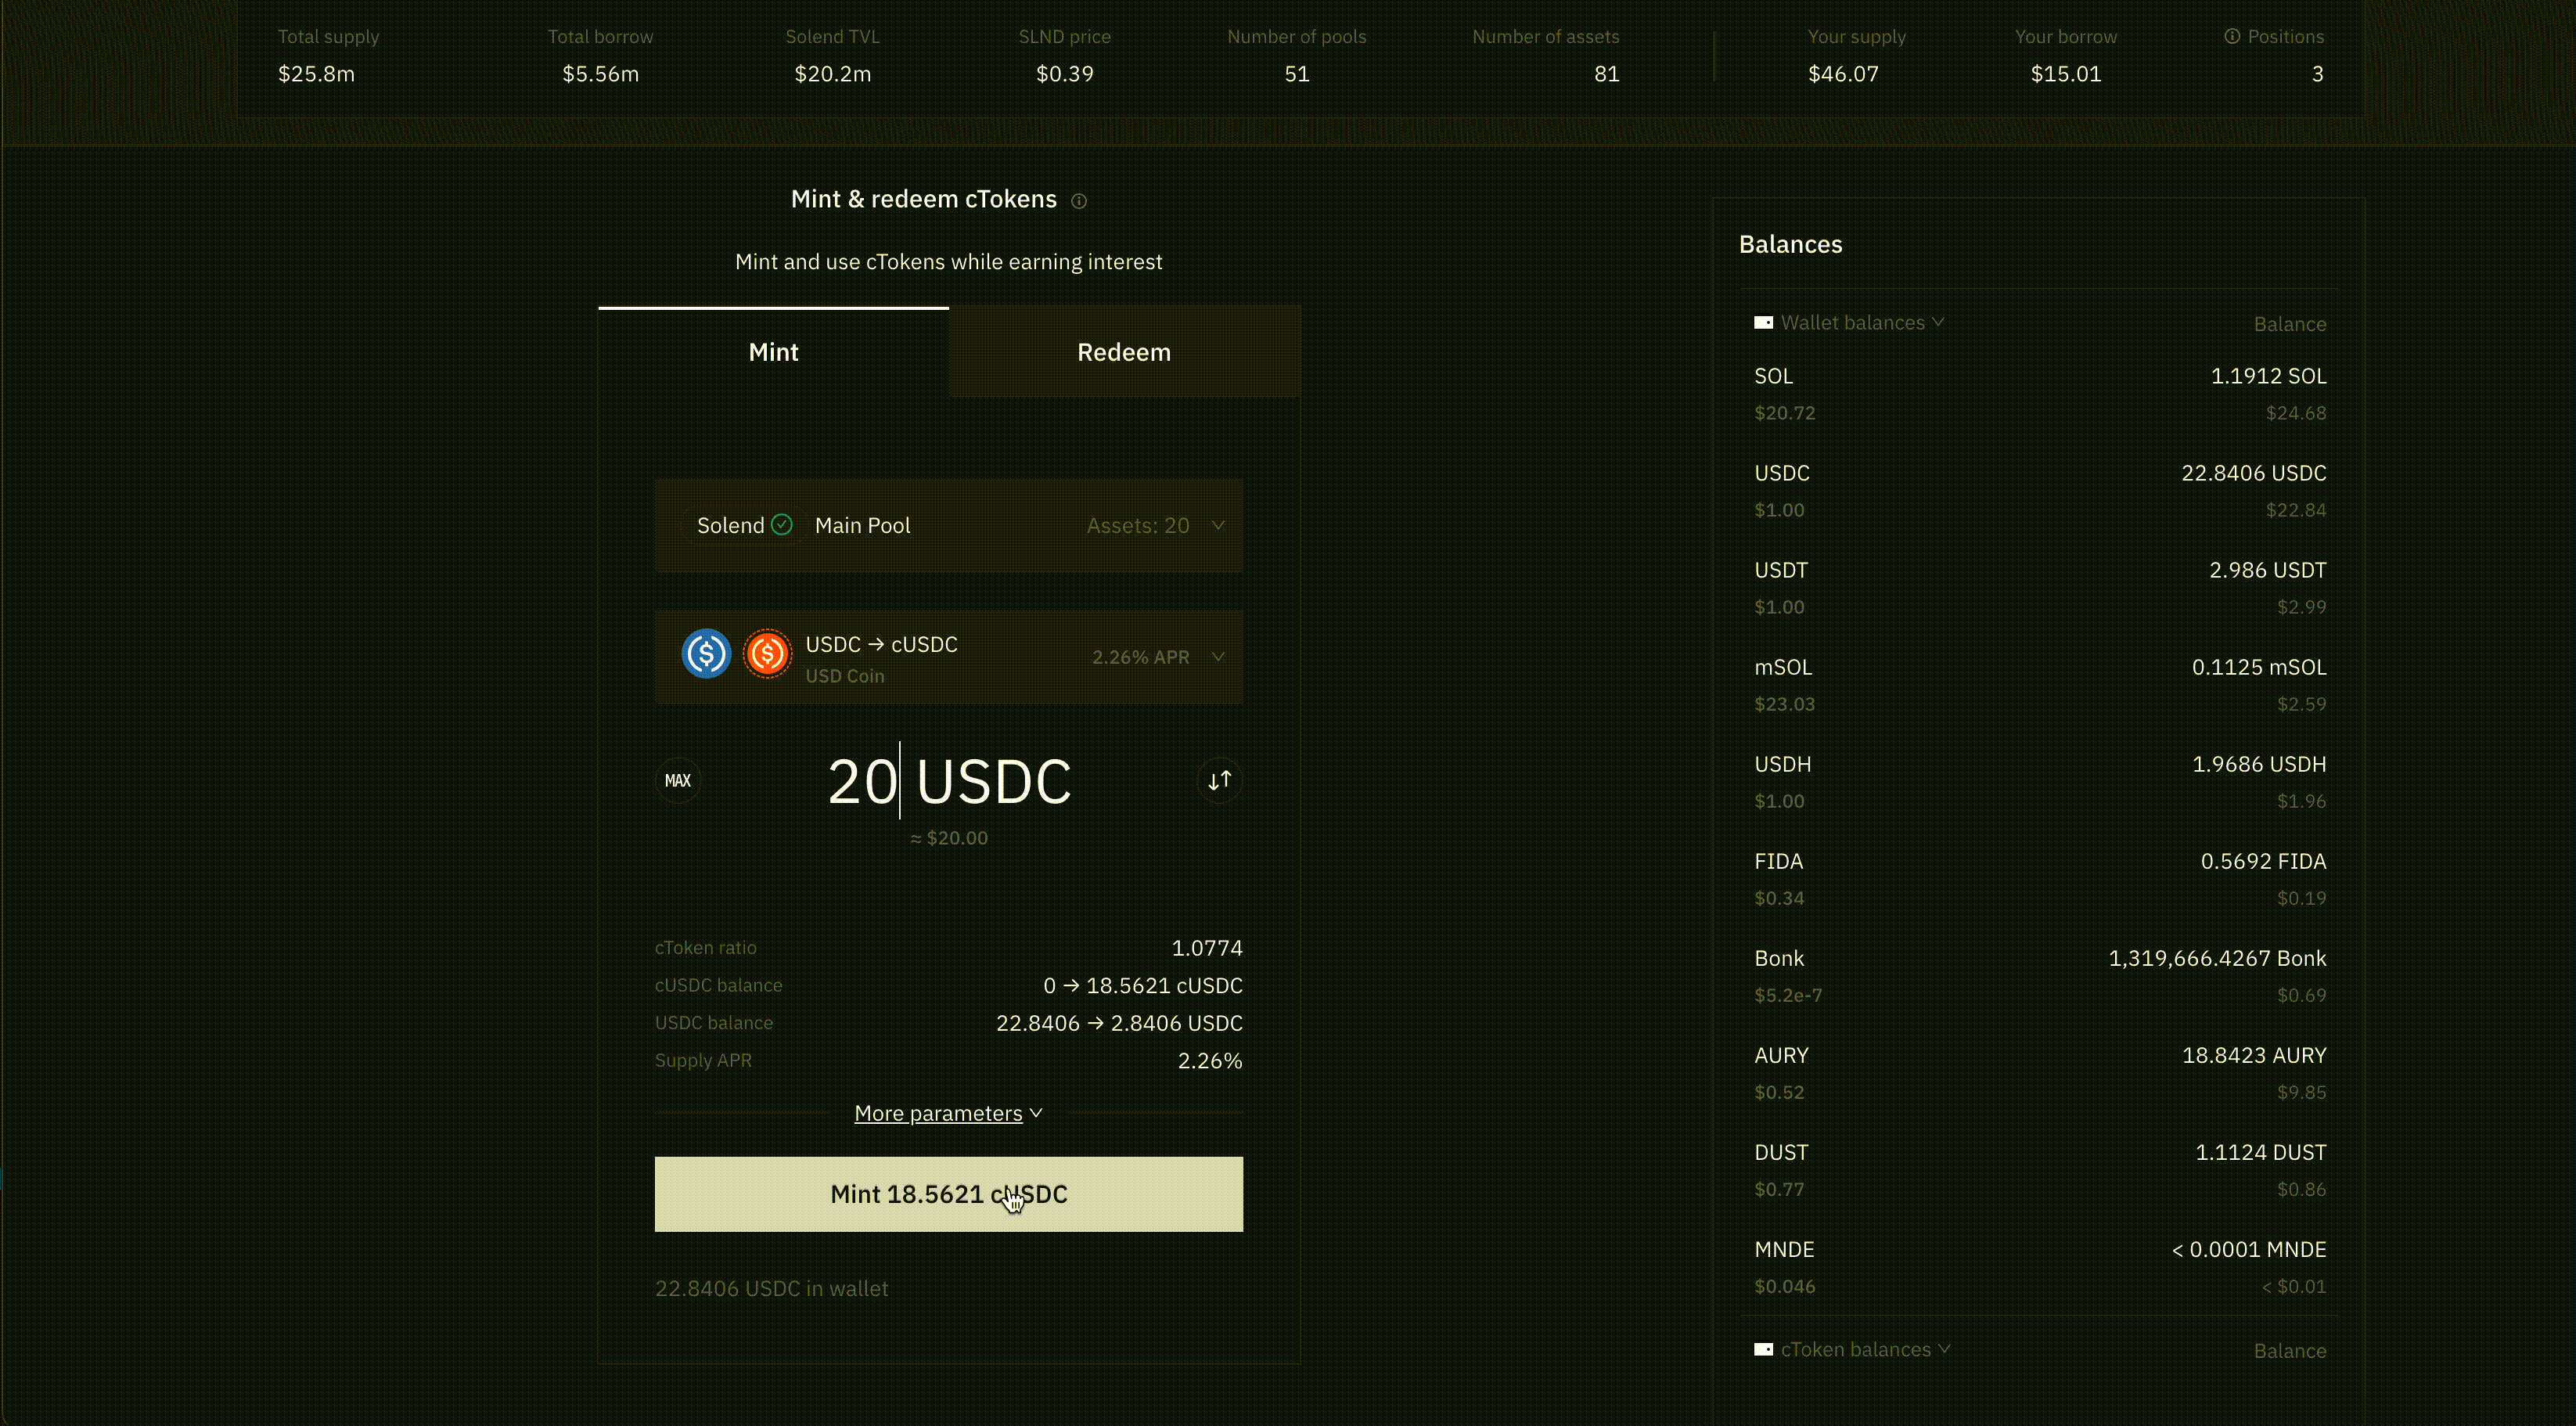 Total supply
$25.8m
Total borrow
$5.56m
Solend TVL
$20.2m
SLND price
$0.39
Number of pools
51
Number of assets
81
Your supply
$46.07
Your borrow
$15.01
Positions
3
Mint & redeem cTokens
Mint and use cTokens while earning interest
Mint
Redeem
Solend Main Pool Assets: 20
USDC → cUSDC
USD Coin
2.26% APR
MAX
20 USDC
≈ $20.00
cToken ratio 1.0774
cUSDC balance 0 → 18.5621 cUSDC
USDC balance 22.8406 → 2.8406 USDC
Supply APR 2.26%
More parameters
Mint 18.5621 cUSDC
22.8406 USDC in wallet
Balances
Wallet balances Balance
SOL 1.1912 SOL
$20.72 $24.68
USDC 22.8406 USDC
$1.00 $22.84
USDT 2.986 USDT
$1.00 $2.99
mSOL 0.1125 mSOL
$23.03 $2.59
USDH 1.9686 USDH
$1.00 $1.96
FIDA 0.5692 FIDA
$0.34 $0.19
Bonk 1,319,666.4267 Bonk
$5.2e-7 $0.69
AURY 18.8423 AURY
$0.52 $9.85
DUST 1.1124 DUST
$0.77 $0.86
MNDE < 0.0001 MNDE
$0.046 < $0.01
cToken balances Balance